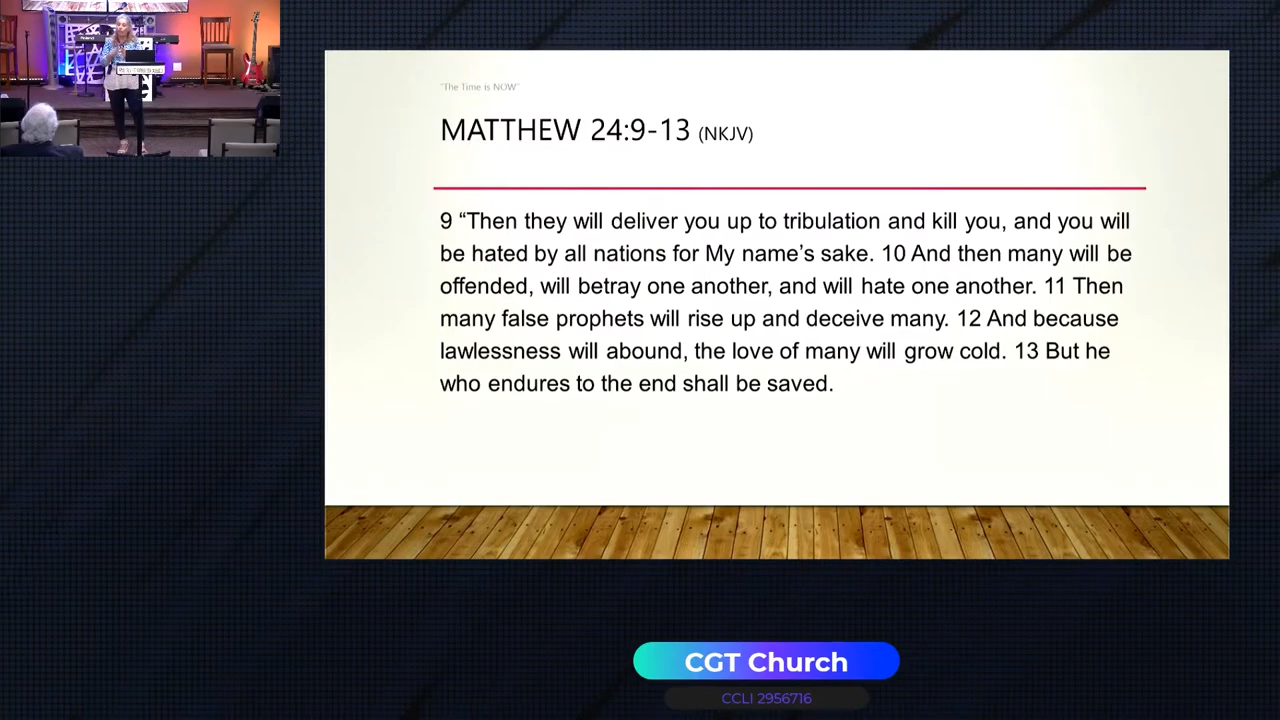 "The Time is NOW"
MATTHEW 24:9-13 (NKJV)
9 “Then they will deliver you up to tribulation and kill you, and you will
be hated by all nations for My name’s sake. 10 And then many will be
offended, will betray one another, and will hate one another. 11 Then
many false prophets will rise up and deceive many. 12 And because
lawlessness will abound, the love of many will grow cold. 13 But he
who endures to the end shall be saved.
CGT Church
CCLI 2956716